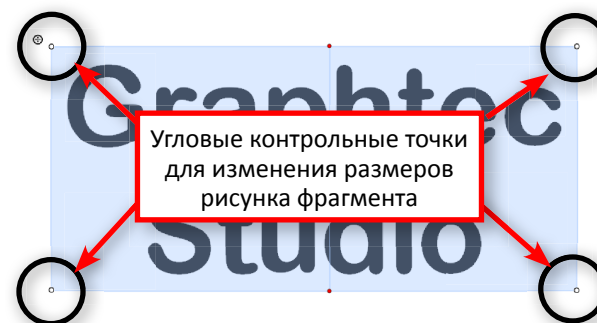 Graphtec
Угловые контрольные точки
для изменения размеров
рисунка фрагмента
Studio